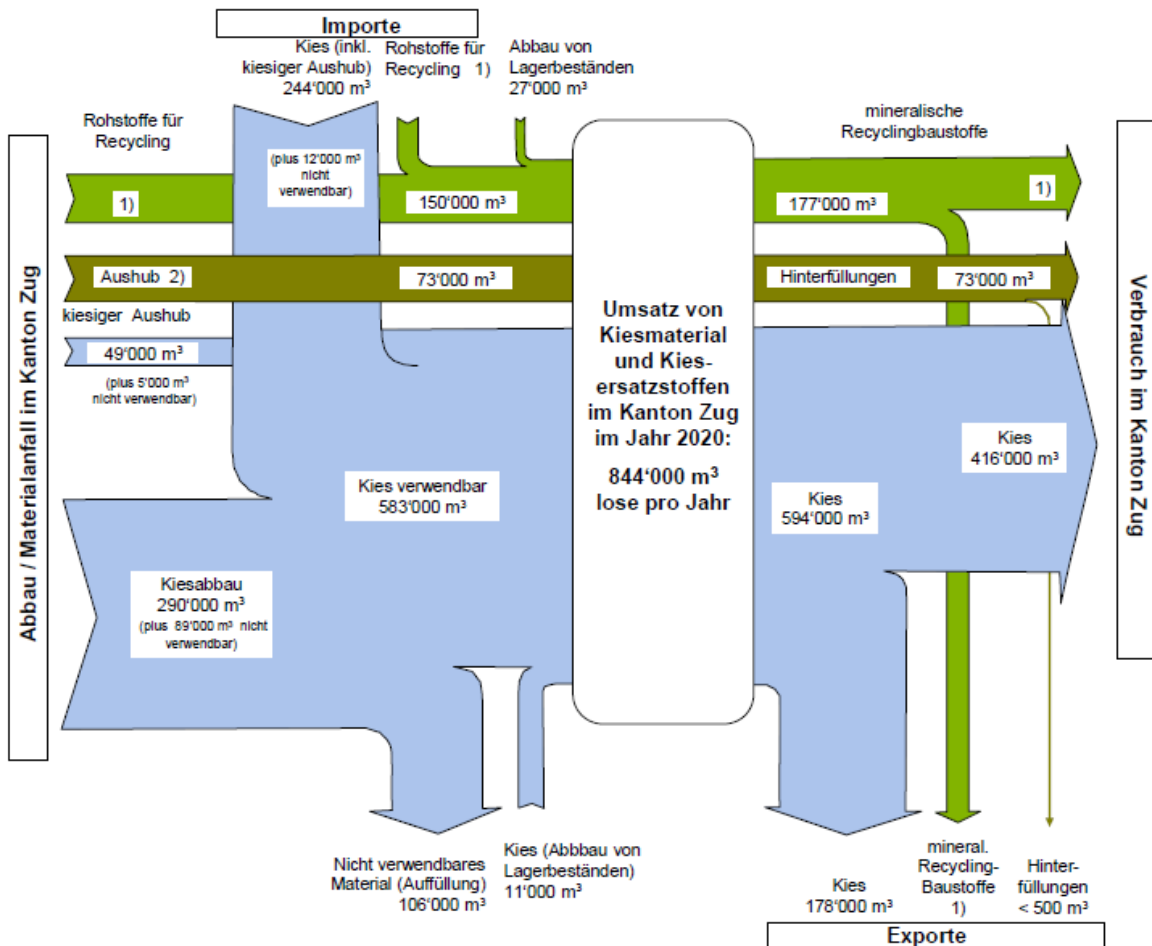 Importe
Kies (inkl.
kiesiger Aushub)
244'000 m³
Rohstoffe für
Recycling 1)
Abbau von
Lagerbeständen
27'000 m³
Rohstoffe für
Recycling
mineralische
Recyclingbaustoffe
(plus 12'000 m³
nicht
verwendbar)
1)
150'000 m³
177'000 m³
1)
Aushub 2)
73'000 m³
Hinterfüllungen
73'000 m³
kiesiger Aushub
49'000 m³
(plus 5'000 m³
nicht verwendbar)
Abbau / Materialanfall im Kanton Zug
Umsatz von
Kiesmaterial
und Kies-
ersatzstoffen
im Kanton Zug
im Jahr 2020:
844'000 m³
lose pro Jahr
Verbrauch im Kanton Zug
Kies verwendbar
583'000 m³
Kies
594'000 m³
Kies
416'000 m³
Kiesabbau
290'000 m³
(plus 89'000 m³ nicht
verwendbar)
Nicht verwendbares
Material (Auffüllung)
106'000 m³
Kies (Abbbau von
Lagerbeständen)
11'000 m³
Kies
178'000 m³
mineral.
Recycling-
Baustoffe
1)
Hinter-
füllungen
< 500 m³
Exporte